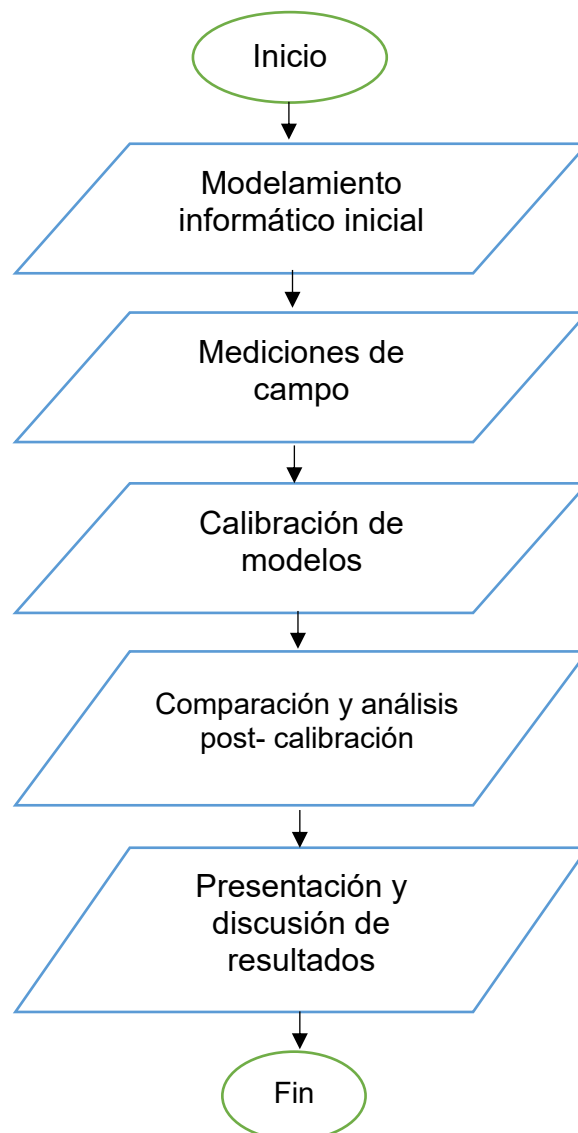 Inicio
Modelamiento
informático inicial
Mediciones de
campo
Calibración de
modelos
Comparación y análisis
post- calibración
Presentación y
discusión de
resultados
Fin